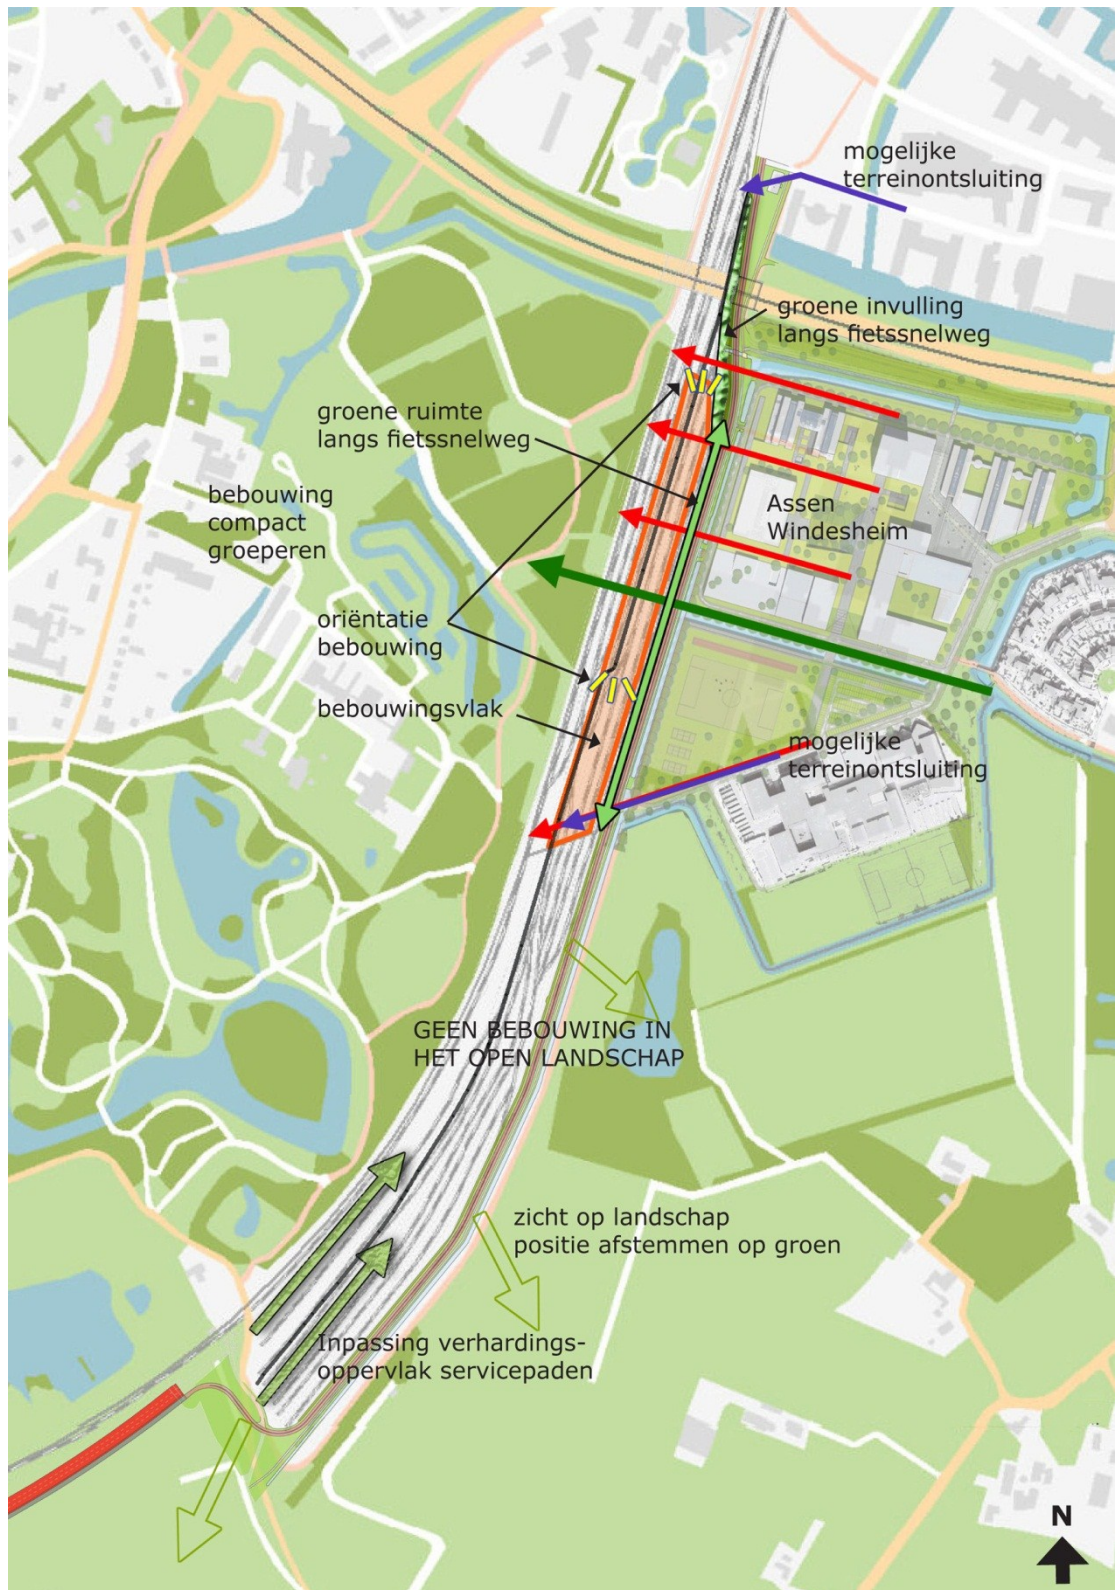 mogelijke
terreinontsluiting
groene invulling
langs fietssnelweg
groene ruimte
langs fietssnelweg
bebouwing
compact
groeperen
Assen
Windesheim
oriëntatie
bebouwing
bebouwingsvlak
mogelijke
terreinontsluiting
GEEN BEBOUWING IN
HET OPEN LANDSCHAP
zicht op landschap
positie afstemmen op groen
Inpassing verhardings-
oppervlak servicepaden
N